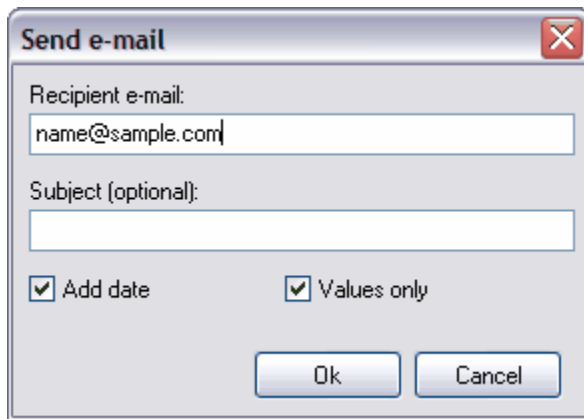 Send e-mail
Recipient e-mail:
name@sample.com
Subject (optional):
Add date Values only
Ok Cancel